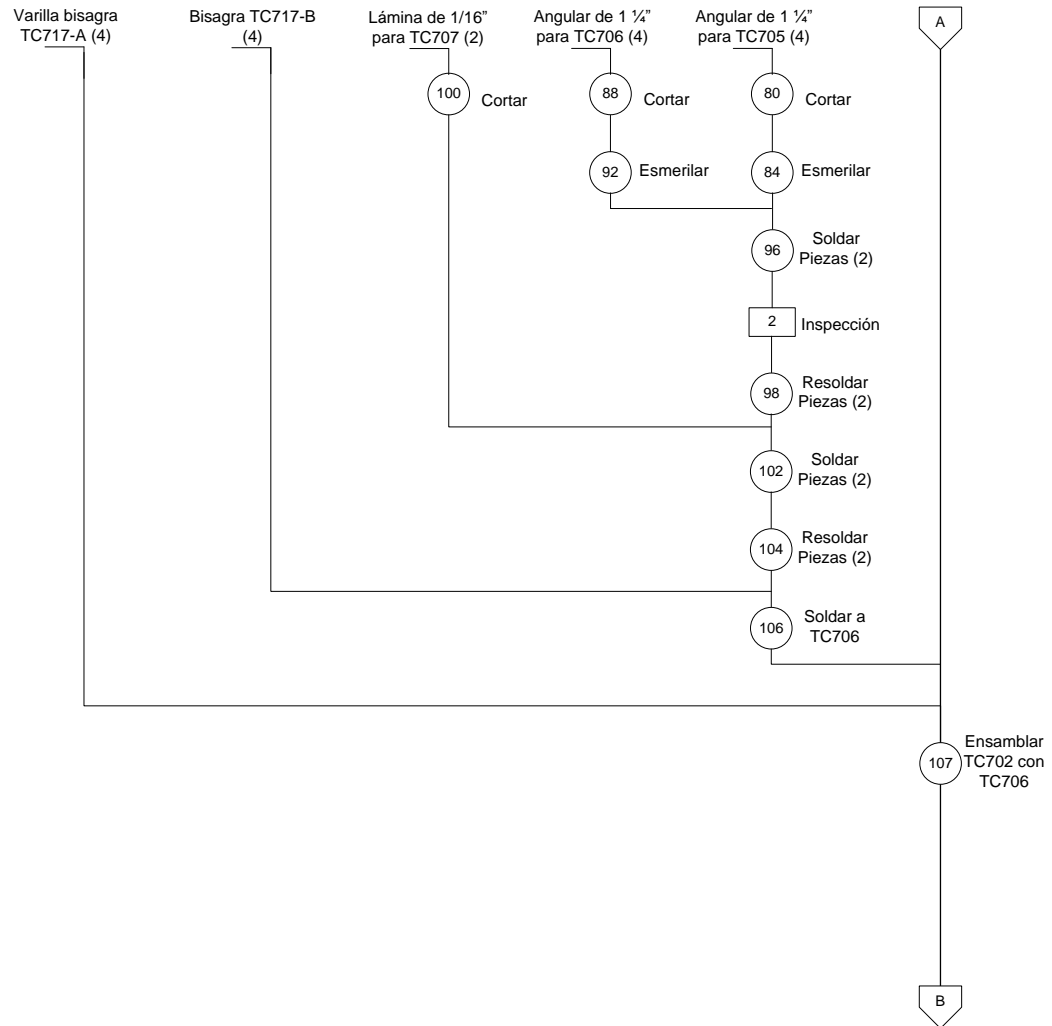 Varilla bisagra
TC717-A (4)
Bisagra TC717-B
(4)
Lámina de 1/16”
para TC707 (2)
Angular de 1 ¼”
para TC706 (4)
Angular de 1 ¼”
para TC705 (4)
A
100
Cortar
88
Cortar
80
Cortar
92
Esmerilar
84
Esmerilar
96
Soldar
Piezas (2)
2
Inspección
98
Resoldar
Piezas (2)
102
Soldar
Piezas (2)
104
Resoldar
Piezas (2)
106
Soldar a
TC706
107
Ensamblar
TC702 con
TC706
B